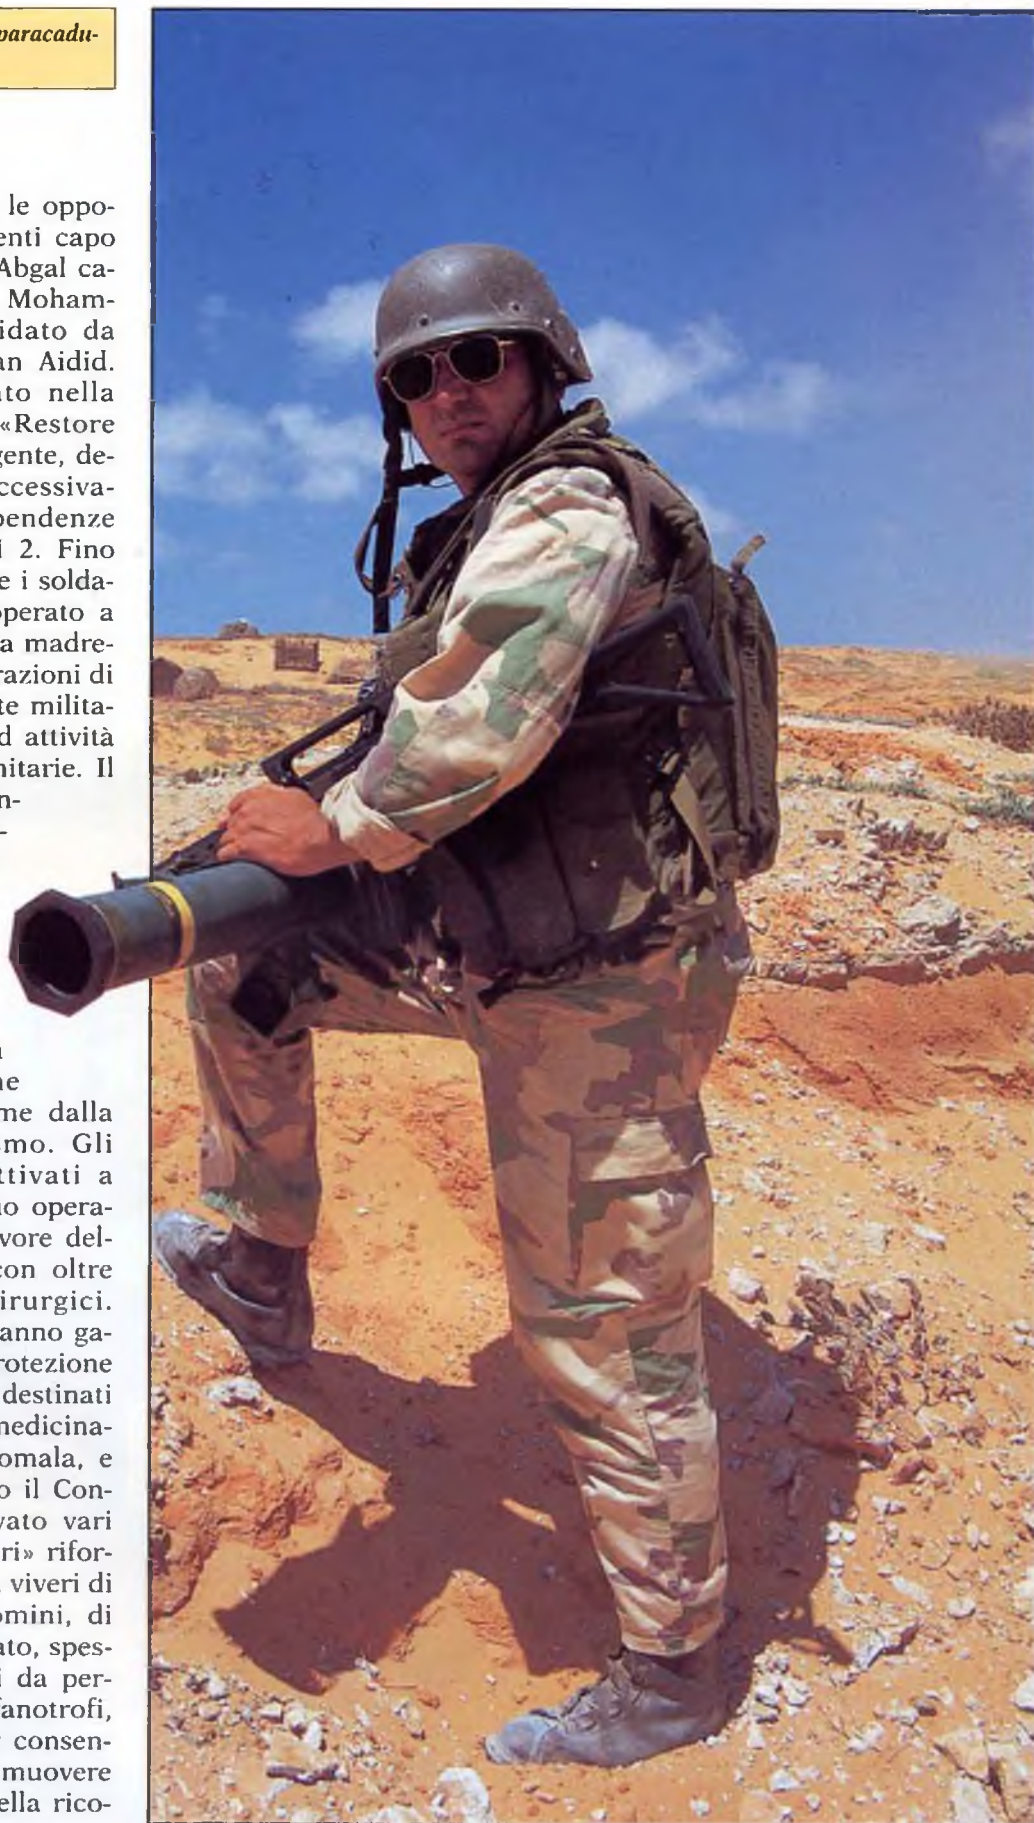 paracadu-
le oppo-
enti capo
Abgal ca-
Moham-
idato da
an Aidid.
to nella
«Restore
gente, de-
ccessiva-
pendenze
2. Fino
e i solda-
operato a
a madre-
razioni di
te milita-
d attività
nitarie. Il
n-
-
ne
me dalla
smo. Gli
ttivati a
o opera-
vore del-
con oltre
irurgici.
anno ga-
rotezione
destinati
medicina-
omala, e
o il Con-
vato vari
ri» rifor-
viveri di
omini, di
ato, spes-
i da per-
fanotrofi,
consen-
muovere
ella rico-